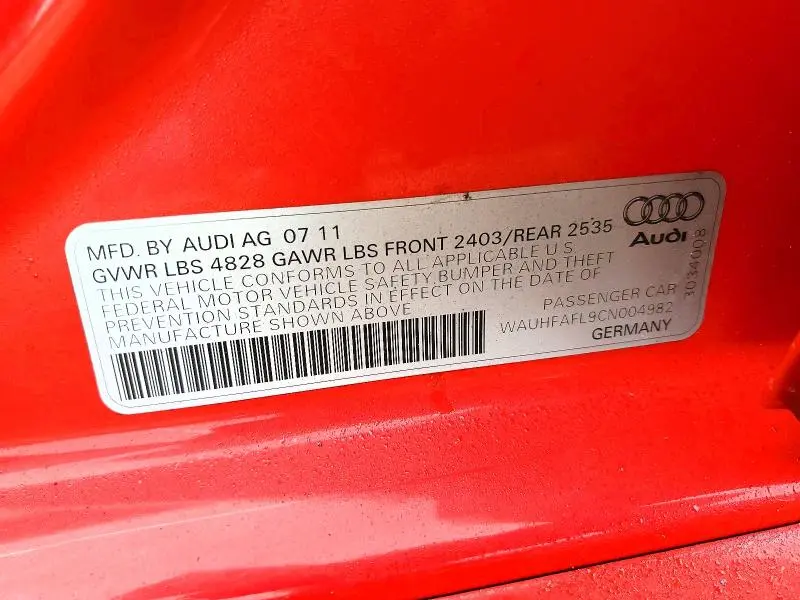 MFD. BY AUDI AG 07 11
GVWR LBS 4828 GAWR LBS FRONT 2403/REAR 2535
THIS VEHICLE CONFORMS TO ALL APPLICABLE U.S.
FEDERAL MOTOR VEHICLE SAFETY,BUMPER AND THEFT
PREVENTION STANDARDS IN EFFECT ON THE DATE OF
MANUFACTURE SHOWN ABOVE
PASSENGER CAR
WAUHFAFL9CN004982
GERMANY
Audi
3034008